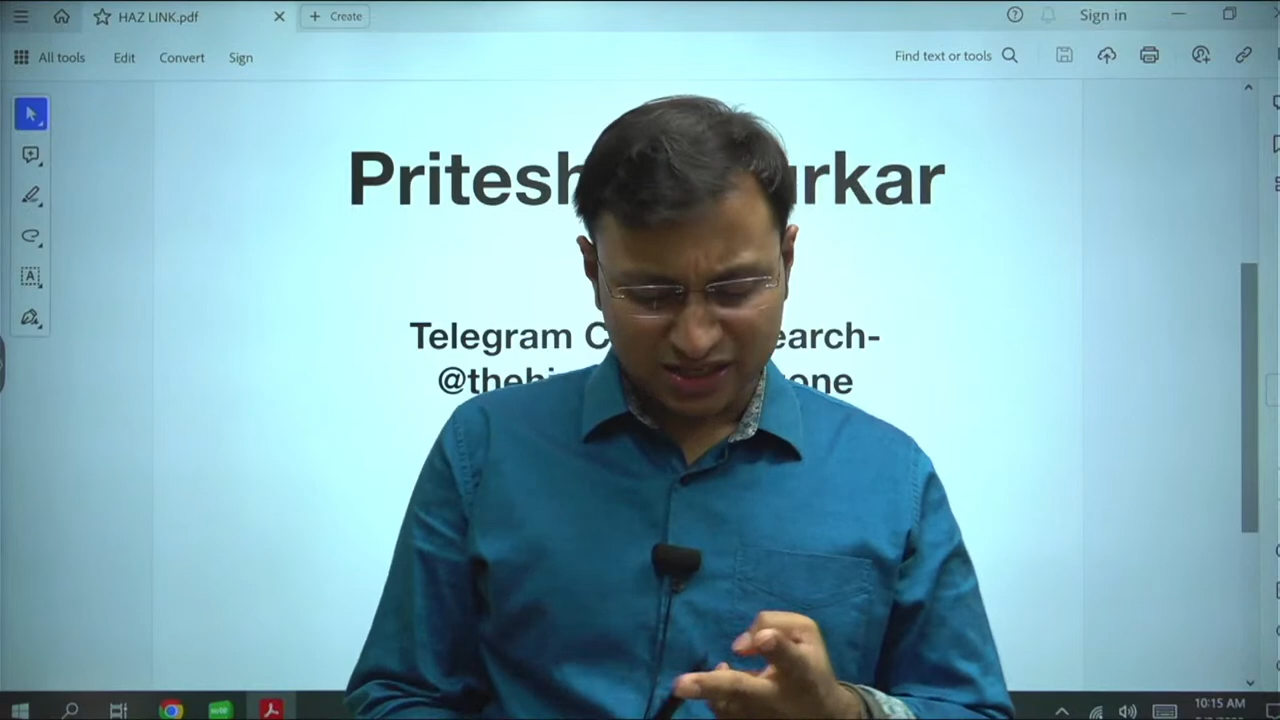 HAZ LINK.pdf
Create
Sign in
All tools
Edit
Convert
Sign
Find text or tools
Pritesh
urkar
Telegram
earch-
one
10:15 AM